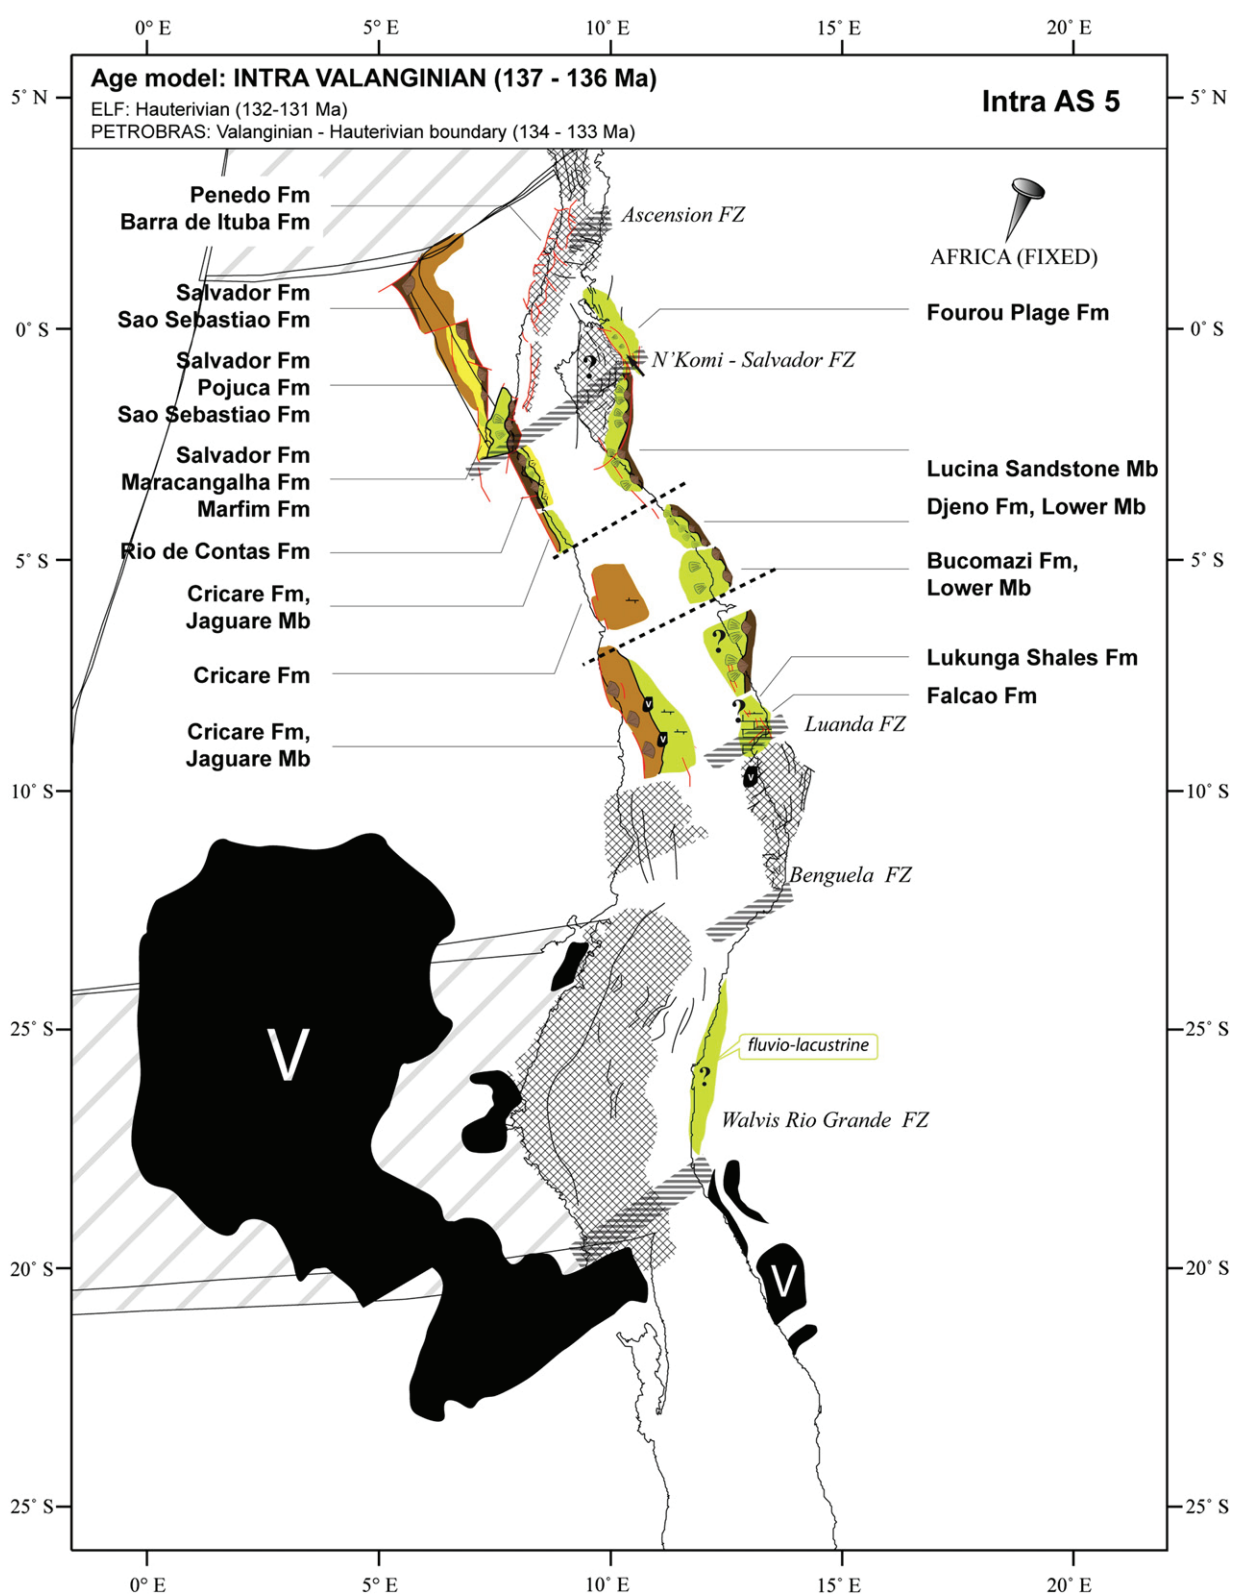 0° E 5° E 10° E 15° E 20° E
Age model: INTRA VALANGINIAN (137 - 136 Ma)
ELF: Hauterivian (132-131 Ma)
PETROBRAS: Valanginian - Hauterivian boundary (134 - 133 Ma)
Intra AS 5
5° N 5° N
Penedo Fm
Barra de Ituba Fm
Ascension FZ
AFRICA (FIXED)
Salvador Fm
Sao Sebastiao Fm
Fourou Plage Fm
0° S 0° S
Salvador Fm
Pojuca Fm
Sao Sebastiao Fm
?
N'Komi - Salvador FZ
Salvador Fm
Maracangalha Fm
Marfim Fm
Lucina Sandstone Mb
Djeno Fm, Lower Mb
Rio de Contas Fm
5° S 5° S
Bucomazi Fm,
Lower Mb
Cricare Fm,
Jaguare Mb
?
Lukunga Shales Fm
Cricare Fm
Falcao Fm
V
?
Luanda FZ
Cricare Fm,
Jaguare Mb
V
V
10° S 10° S
Benguela FZ
25° S 25° S
V
fluvio-lacustrine
?
Walvis Rio Grande FZ
20° S 20° S
V
25° S 25° S
0° E 5° E 10° E 15° E 20° E